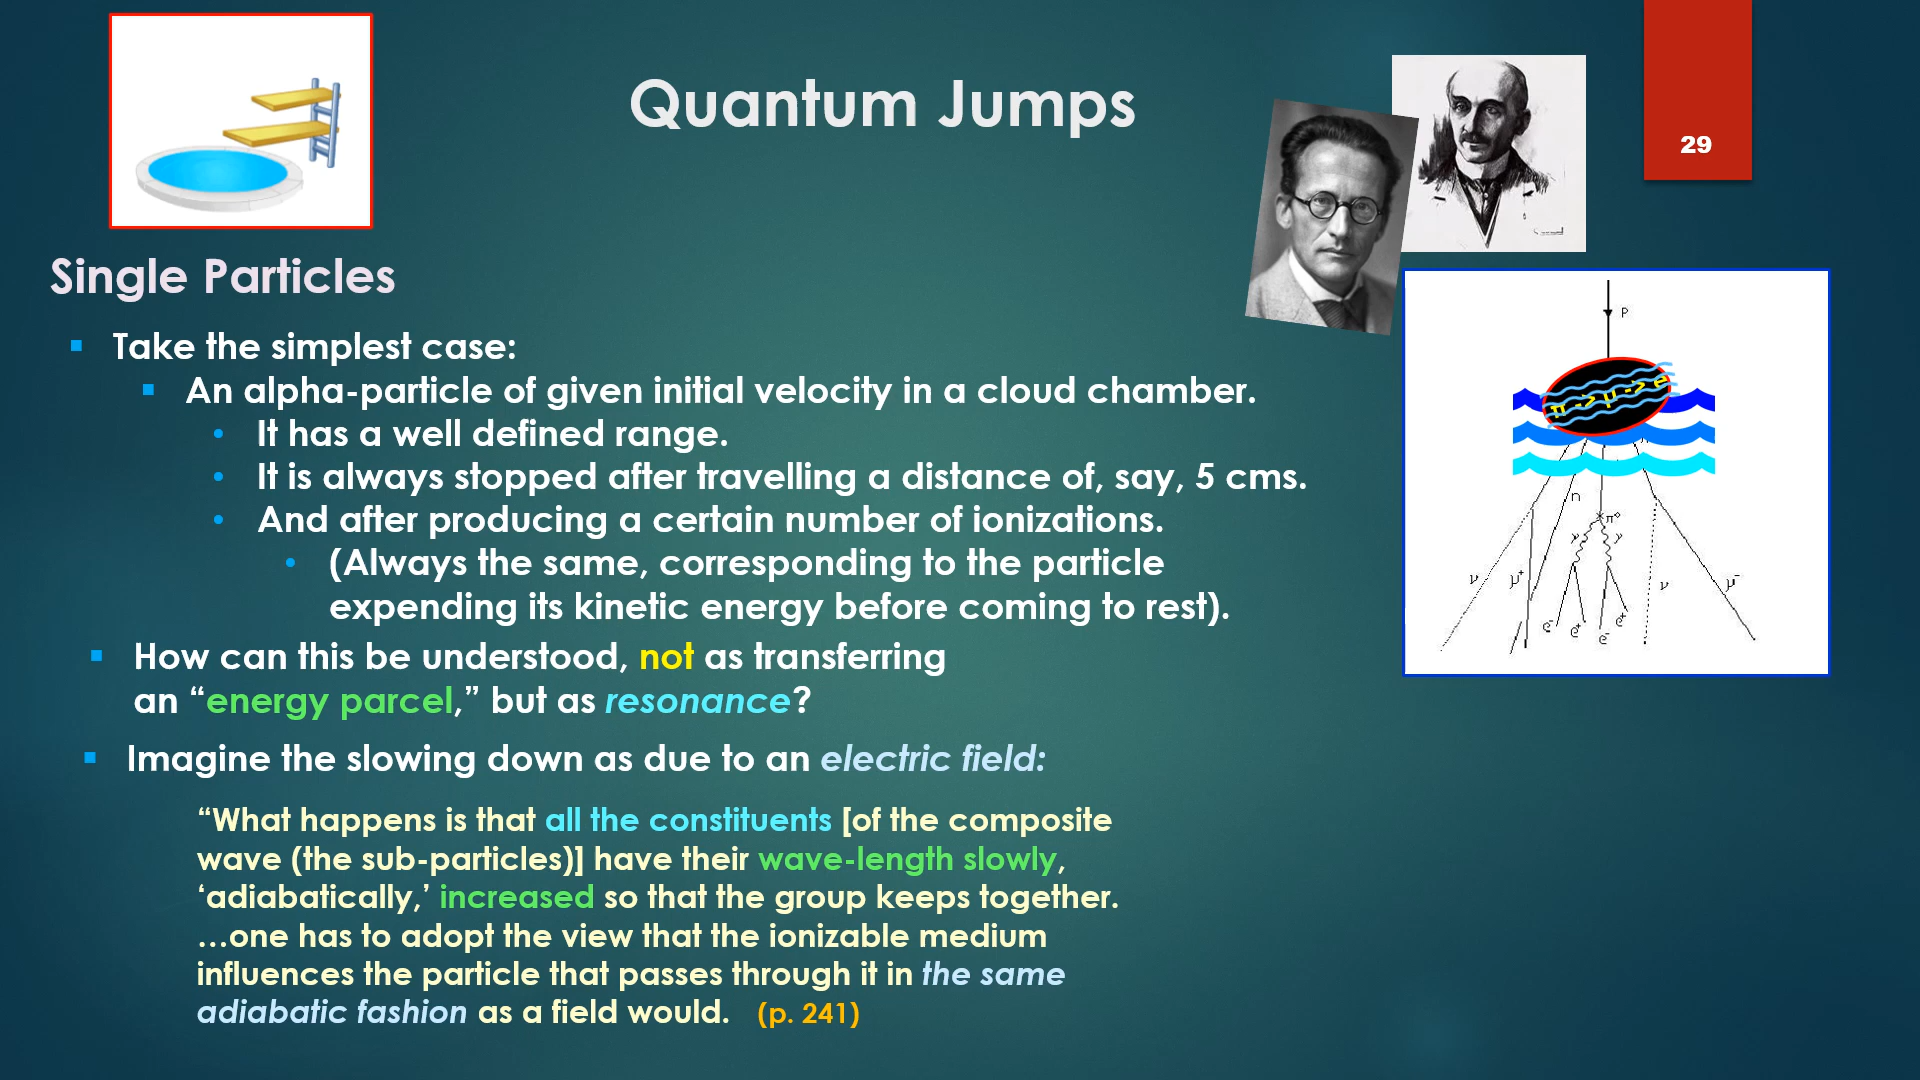 Quantum Jumps
29
Single Particles
Take the simplest case:
An alpha-particle of given initial velocity in a cloud chamber.
It has a well defined range.
It is always stopped after travelling a distance of, say, 5 cms.
And after producing a certain number of ionizations.
(Always the same, corresponding to the particle
expending its kinetic energy before coming to rest).
How can this be understood, not as transferring
an “energy parcel,” but as resonance?
Imagine the slowing down as due to an electric field:
“What happens is that all the constituents [of the composite
wave (the sub-particles)] have their wave-length slowly,
‘adiabatically,’ increased so that the group keeps together.
…one has to adopt the view that the ionizable medium
influences the particle that passes through it in the same
adiabatic fashion as a field would. (p. 241)
P
π -> μ -> e
n
π°
γ γ
ν μ⁺ ν μ⁻
e⁻ e⁺ e⁻ e⁺